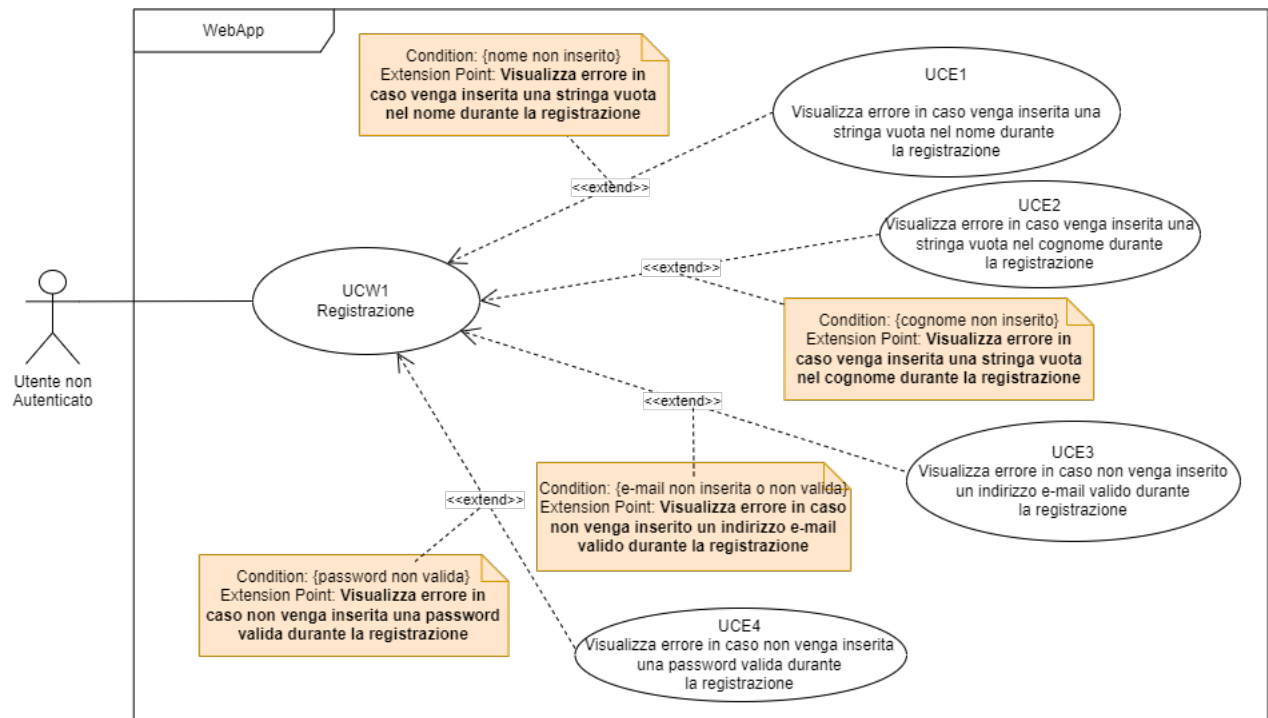 WebApp
Condition: {nome non inserito}
Extension Point: Visualizza errore in
caso venga inserita una stringa vuota
nel nome durante la registrazione
UCE1
Visualizza errore in caso venga inserita una
stringa vuota nel nome durante
la registrazione
<<extend>>
UCE2
Visualizza errore in caso venga inserita una
stringa vuota nel cognome durante
la registrazione
<<extend>>
UCW1
Registrazione
Condition: {cognome non inserito}
Extension Point: Visualizza errore in
caso venga inserita una stringa vuota
nel cognome durante la registrazione
Utente non
Autenticato
<<extend>>
UCE3
Visualizza errore in caso non venga inserito
un indirizzo e-mail valido durante
la registrazione
Condition: {e-mail non inserita o non valida}
Extension Point: Visualizza errore in caso
non venga inserito un indirizzo e-mail
valido durante la registrazione
<<extend>>
Condition: {password non valida}
Extension Point: Visualizza errore in
caso non venga inserita una password
valida durante la registrazione
UCE4
Visualizza errore in caso non venga inserita
una password valida durante
la registrazione